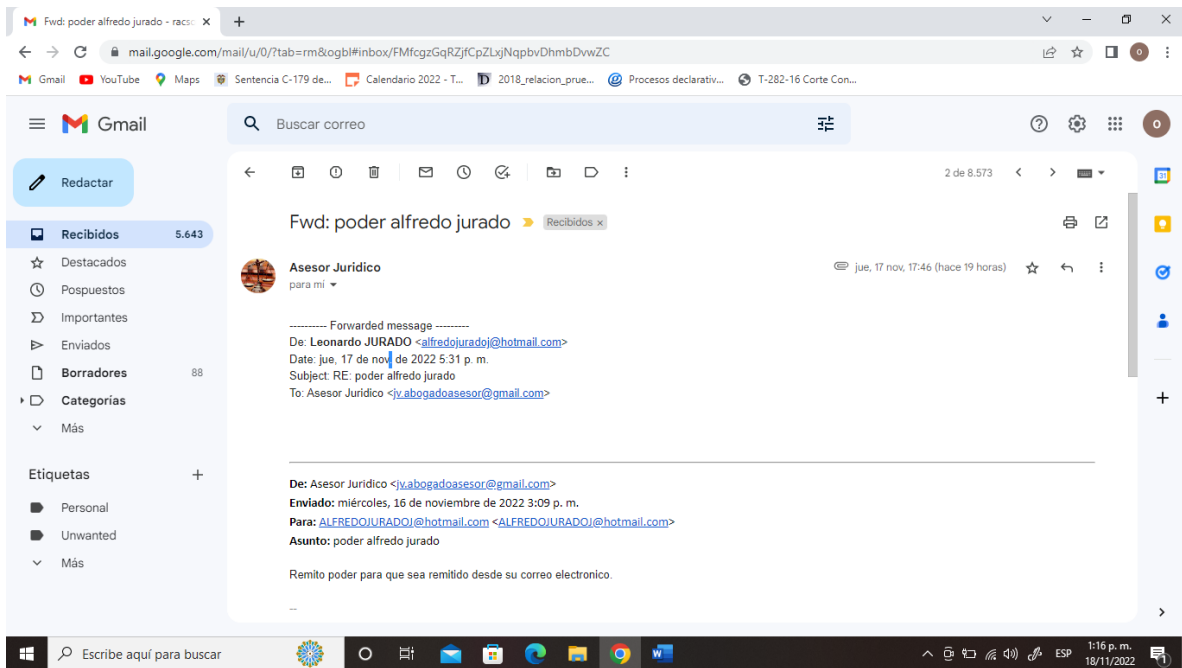 Fwd: poder alfredo jurado - racso
mail.google.com/mail/u/0/?tab=rm&ogbl#inbox/FMfcgzGqRZjfCpZLxjNqpbvDhmbDvwZC
Gmail YouTube Maps Sentencia C-179 de... Calendario 2022 - T... 2018_relacion_prue... Procesos declarativ... T-282-16 Corte Con...
Gmail
Buscar correo
o
Redactar
2 de 8.573
Recibidos 5.643
Destacados
Pospuestos
Importantes
Enviados
Borradores 88
Categorías
Más
Etiquetas
Personal
Unwanted
Más
Fwd: poder alfredo jurado Recibidos x
Asesor Juridico jue, 17 nov, 17:46 (hace 19 horas)
para mí
---------- Forwarded message ---------
De: Leonardo JURADO <alfredojuradoj@hotmail.com>
Date: jue, 17 de nov de 2022 5:31 p. m.
Subject: RE: poder alfredo jurado
To: Asesor Juridico <jv.abogadoasesor@gmail.com>
De: Asesor Juridico <jv.abogadoasesor@gmail.com>
Enviado: miércoles, 16 de noviembre de 2022 3:09 p. m.
Para: ALFREDOJURADOJ@hotmail.com <ALFREDOJURADOJ@hotmail.com>
Asunto: poder alfredo jurado
Remito poder para que sea remitido desde su correo electronico.
--
Escribe aquí para buscar
ESP
1:16 p. m.
18/11/2022